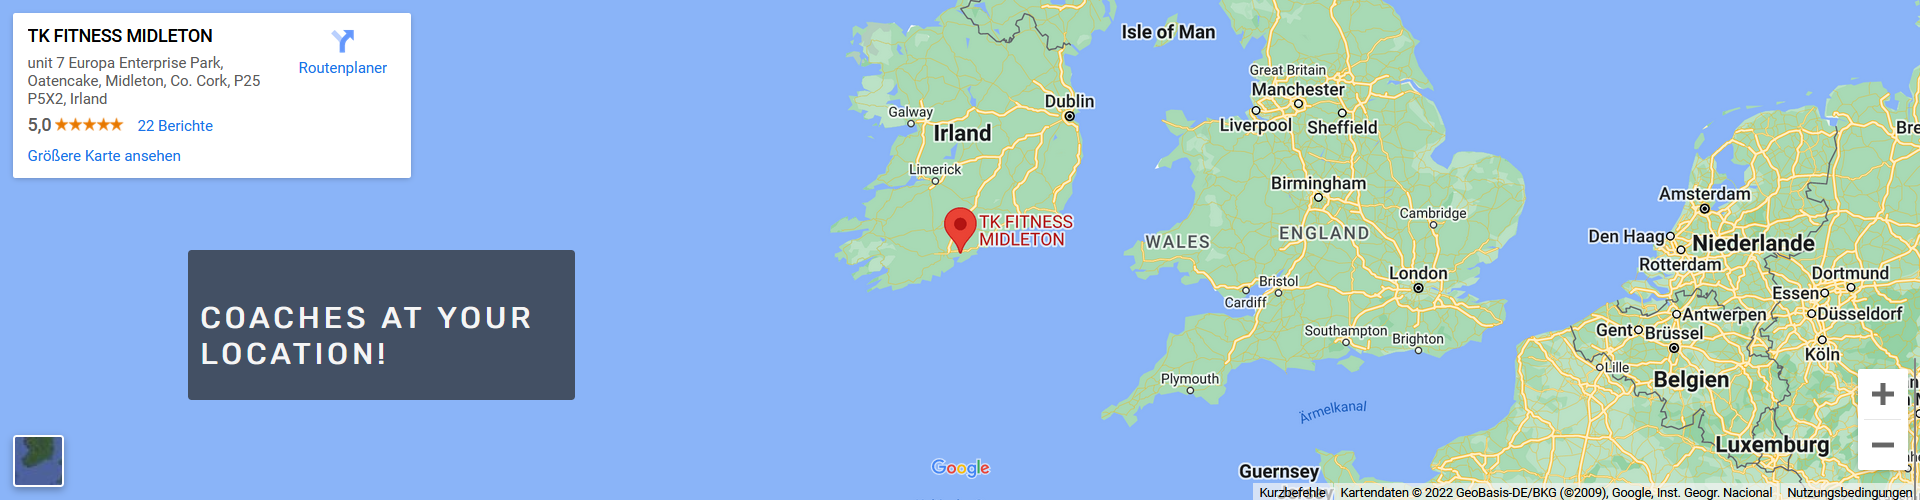 TK FITNESS MIDLETON
unit 7 Europa Enterprise Park,
Oatencake, Midleton, Co. Cork, P25
P5X2, Irland
5,0
22 Berichte
Größere Karte ansehen
Routenplaner
COACHES AT YOUR
LOCATION!
Isle of Man
Great Britain
Manchester
Dublin
Galway
Irland
Liverpool
Sheffield
Limerick
Birmingham
Cambridge
TK FITNESS
MIDLETON
WALES
ENGLAND
London
Bristol
Cardiff
Southampton
Brighton
Plymouth
Ärmelkanal
Guernsey
Amsterdam
Den Haag
Niederlande
Rotterdam
Dortmund
Essen
Antwerpen
Düsseldorf
Gent
Brüssel
Köln
Lille
Belgien
Luxemburg
Bre
Google
Kurzbefehle
Kartendaten © 2022 GeoBasis-DE/BKG (©2009), Google, Inst. Geogr. Nacional
Nutzungsbedingungen